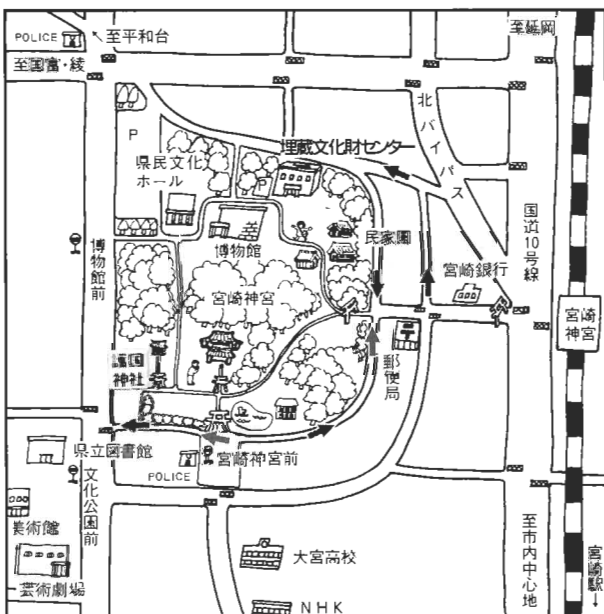 POLICE
至平和台
至国富・綾
至延岡
北バイパス
P
県民文化
ホール
埋蔵文化財センター
P
博物館前
博物館
民家園
国道10号線
宮崎銀行
宮崎神宮
宮崎
神宮
護国
神社
郵便局
県立図書館
宮崎神宮前
POLICE
文化公園前
芸術館
大宮高校
芸術劇場
NHK
至市内中心地
宮崎駅